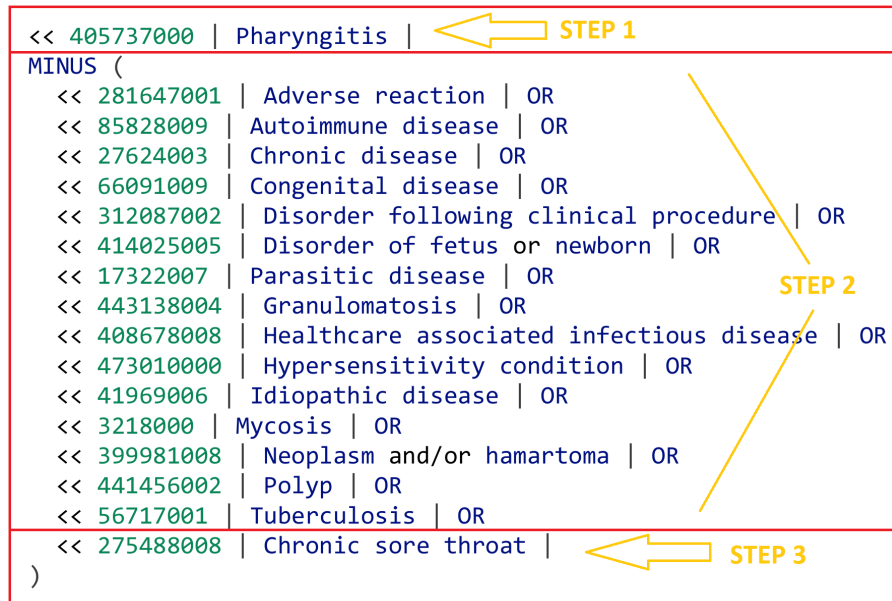 << 405737000 | Pharyngitis | STEP 1
MINUS (
<< 281647001 | Adverse reaction | OR
<< 85828009 | Autoimmune disease | OR
<< 27624003 | Chronic disease | OR
<< 66091009 | Congenital disease | OR
<< 312087002 | Disorder following clinical procedure | OR
<< 414025005 | Disorder of fetus or newborn | OR
<< 17322007 | Parasitic disease | OR
STEP 2
<< 443138004 | Granulomatosis | OR
<< 408678008 | Healthcare associated infectious disease | OR
<< 473010000 | Hypersensitivity condition | OR
<< 41969006 | Idiopathic disease | OR
<< 3218000 | Mycosis | OR
<< 399981008 | Neoplasm and/or hamartoma | OR
<< 441456002 | Polyp | OR
<< 56717001 | Tuberculosis | OR
<< 275488008 | Chronic sore throat | STEP 3
)